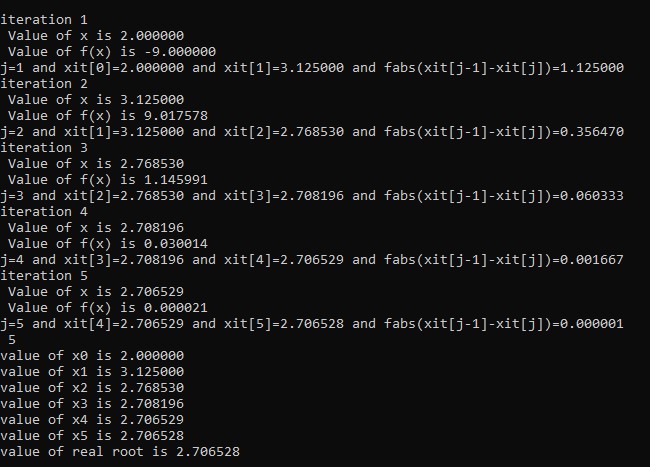 iteration 1
Value of x is 2.000000
Value of f(x) is -9.000000
j=1 and xit[0]=2.000000 and xit[1]=3.125000 and fabs(xit[j-1]-xit[j])=1.125000
iteration 2
Value of x is 3.125000
Value of f(x) is 9.017578
j=2 and xit[1]=3.125000 and xit[2]=2.768530 and fabs(xit[j-1]-xit[j])=0.356470
iteration 3
Value of x is 2.768530
Value of f(x) is 1.145991
j=3 and xit[2]=2.768530 and xit[3]=2.708196 and fabs(xit[j-1]-xit[j])=0.060333
iteration 4
Value of x is 2.708196
Value of f(x) is 0.030014
j=4 and xit[3]=2.708196 and xit[4]=2.706529 and fabs(xit[j-1]-xit[j])=0.001667
iteration 5
Value of x is 2.706529
Value of f(x) is 0.000021
j=5 and xit[4]=2.706529 and xit[5]=2.706528 and fabs(xit[j-1]-xit[j])=0.000001
5
value of x0 is 2.000000
value of x1 is 3.125000
value of x2 is 2.768530
value of x3 is 2.708196
value of x4 is 2.706529
value of x5 is 2.706528
value of real root is 2.706528